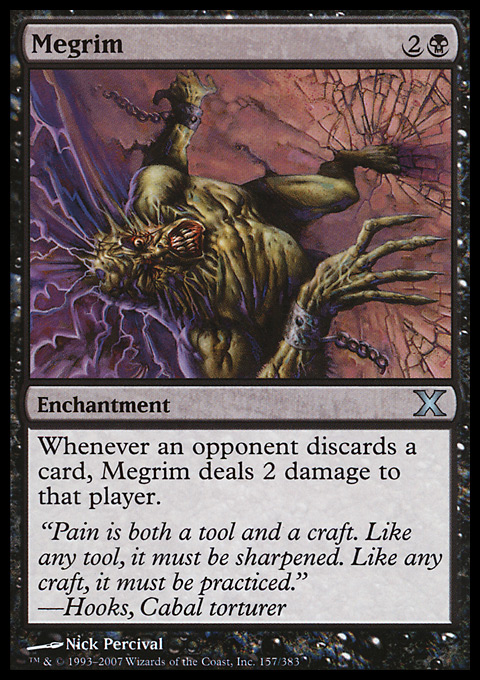 Megrim 2
Enchantment X
Whenever an opponent discards a
card, Megrim deals 2 damage to
that player.
“Pain is both a tool and a craft. Like
any tool, it must be sharpened. Like any
craft, it must be practiced.”
—Hooks, Cabal torturer
Nick Percival
™ & © 1993–2007 Wizards of the Coast, Inc. 157/383